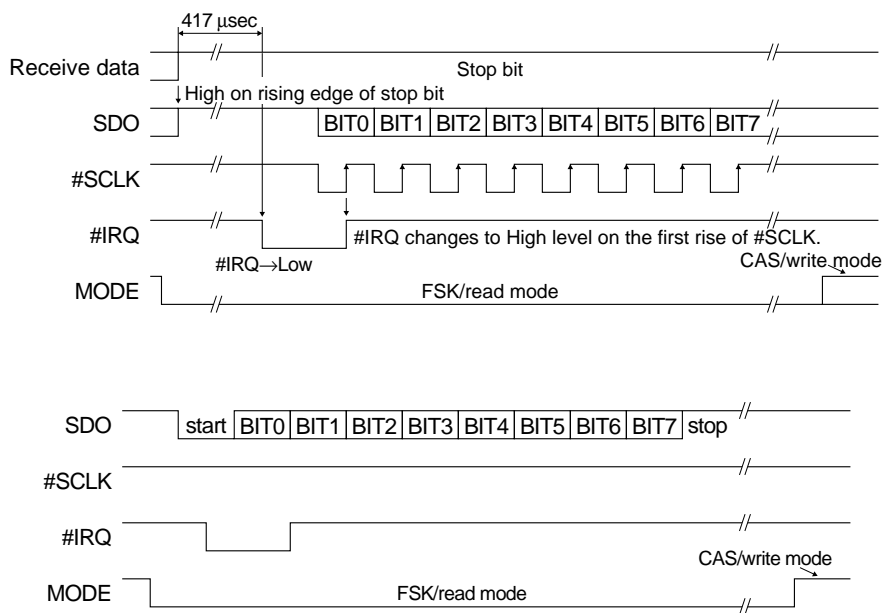 417 µsec
Receive data
Stop bit
High on rising edge of stop bit
SDO
BIT0 BIT1 BIT2 BIT3 BIT4 BIT5 BIT6 BIT7
#SCLK
#IRQ
#IRQ changes to High level on the first rise of #SCLK.
#IRQ→Low
CAS/write mode
MODE
FSK/read mode
SDO
start BIT0 BIT1 BIT2 BIT3 BIT4 BIT5 BIT6 BIT7 stop
#SCLK
#IRQ
CAS/write mode
MODE
FSK/read mode